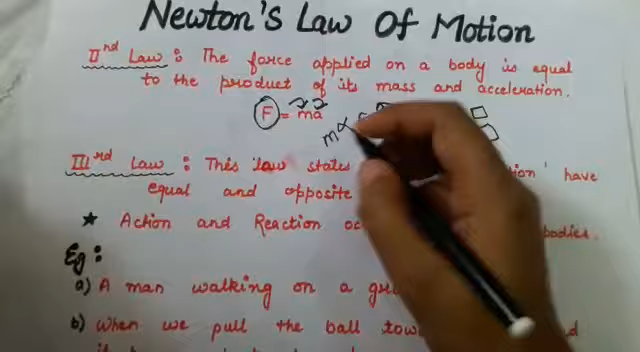 Newton's Law Of Motion
IInd Law : The force applied on a body is equal
to the product of its mass and acceleration.
F = ma
m ∝
IIIrd Law : This law states have
equal and opposite
★ Action and Reaction bodies.
Eg :
a) A man walking on a
b) When we pull the ball